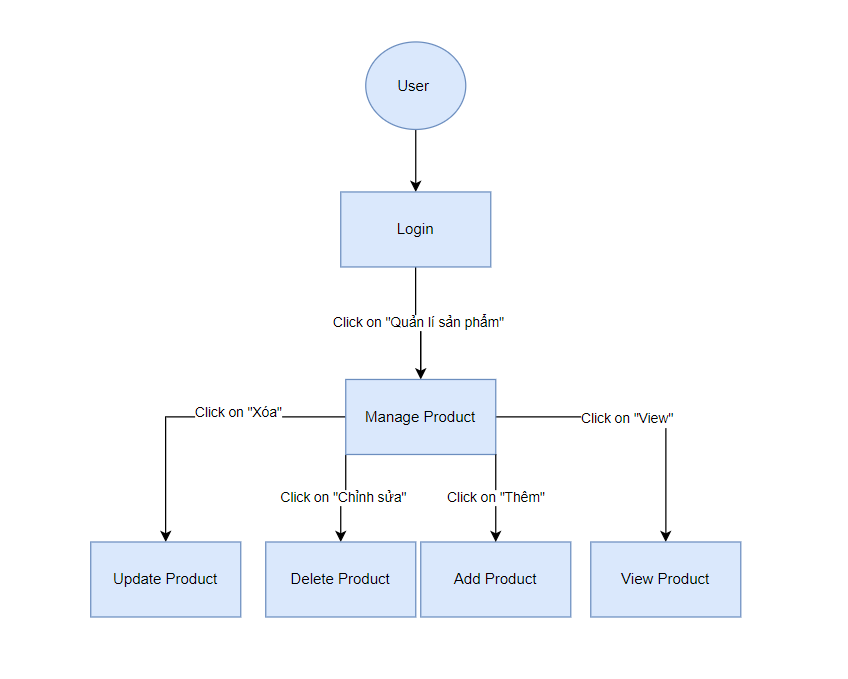 User
Login
Click on "Quản lí sản phẩm"
Manage Product
Click on "Xóa"
Click on "View"
Click on "Chỉnh sửa"
Click on "Thêm"
Update Product
Delete Product
Add Product
View Product